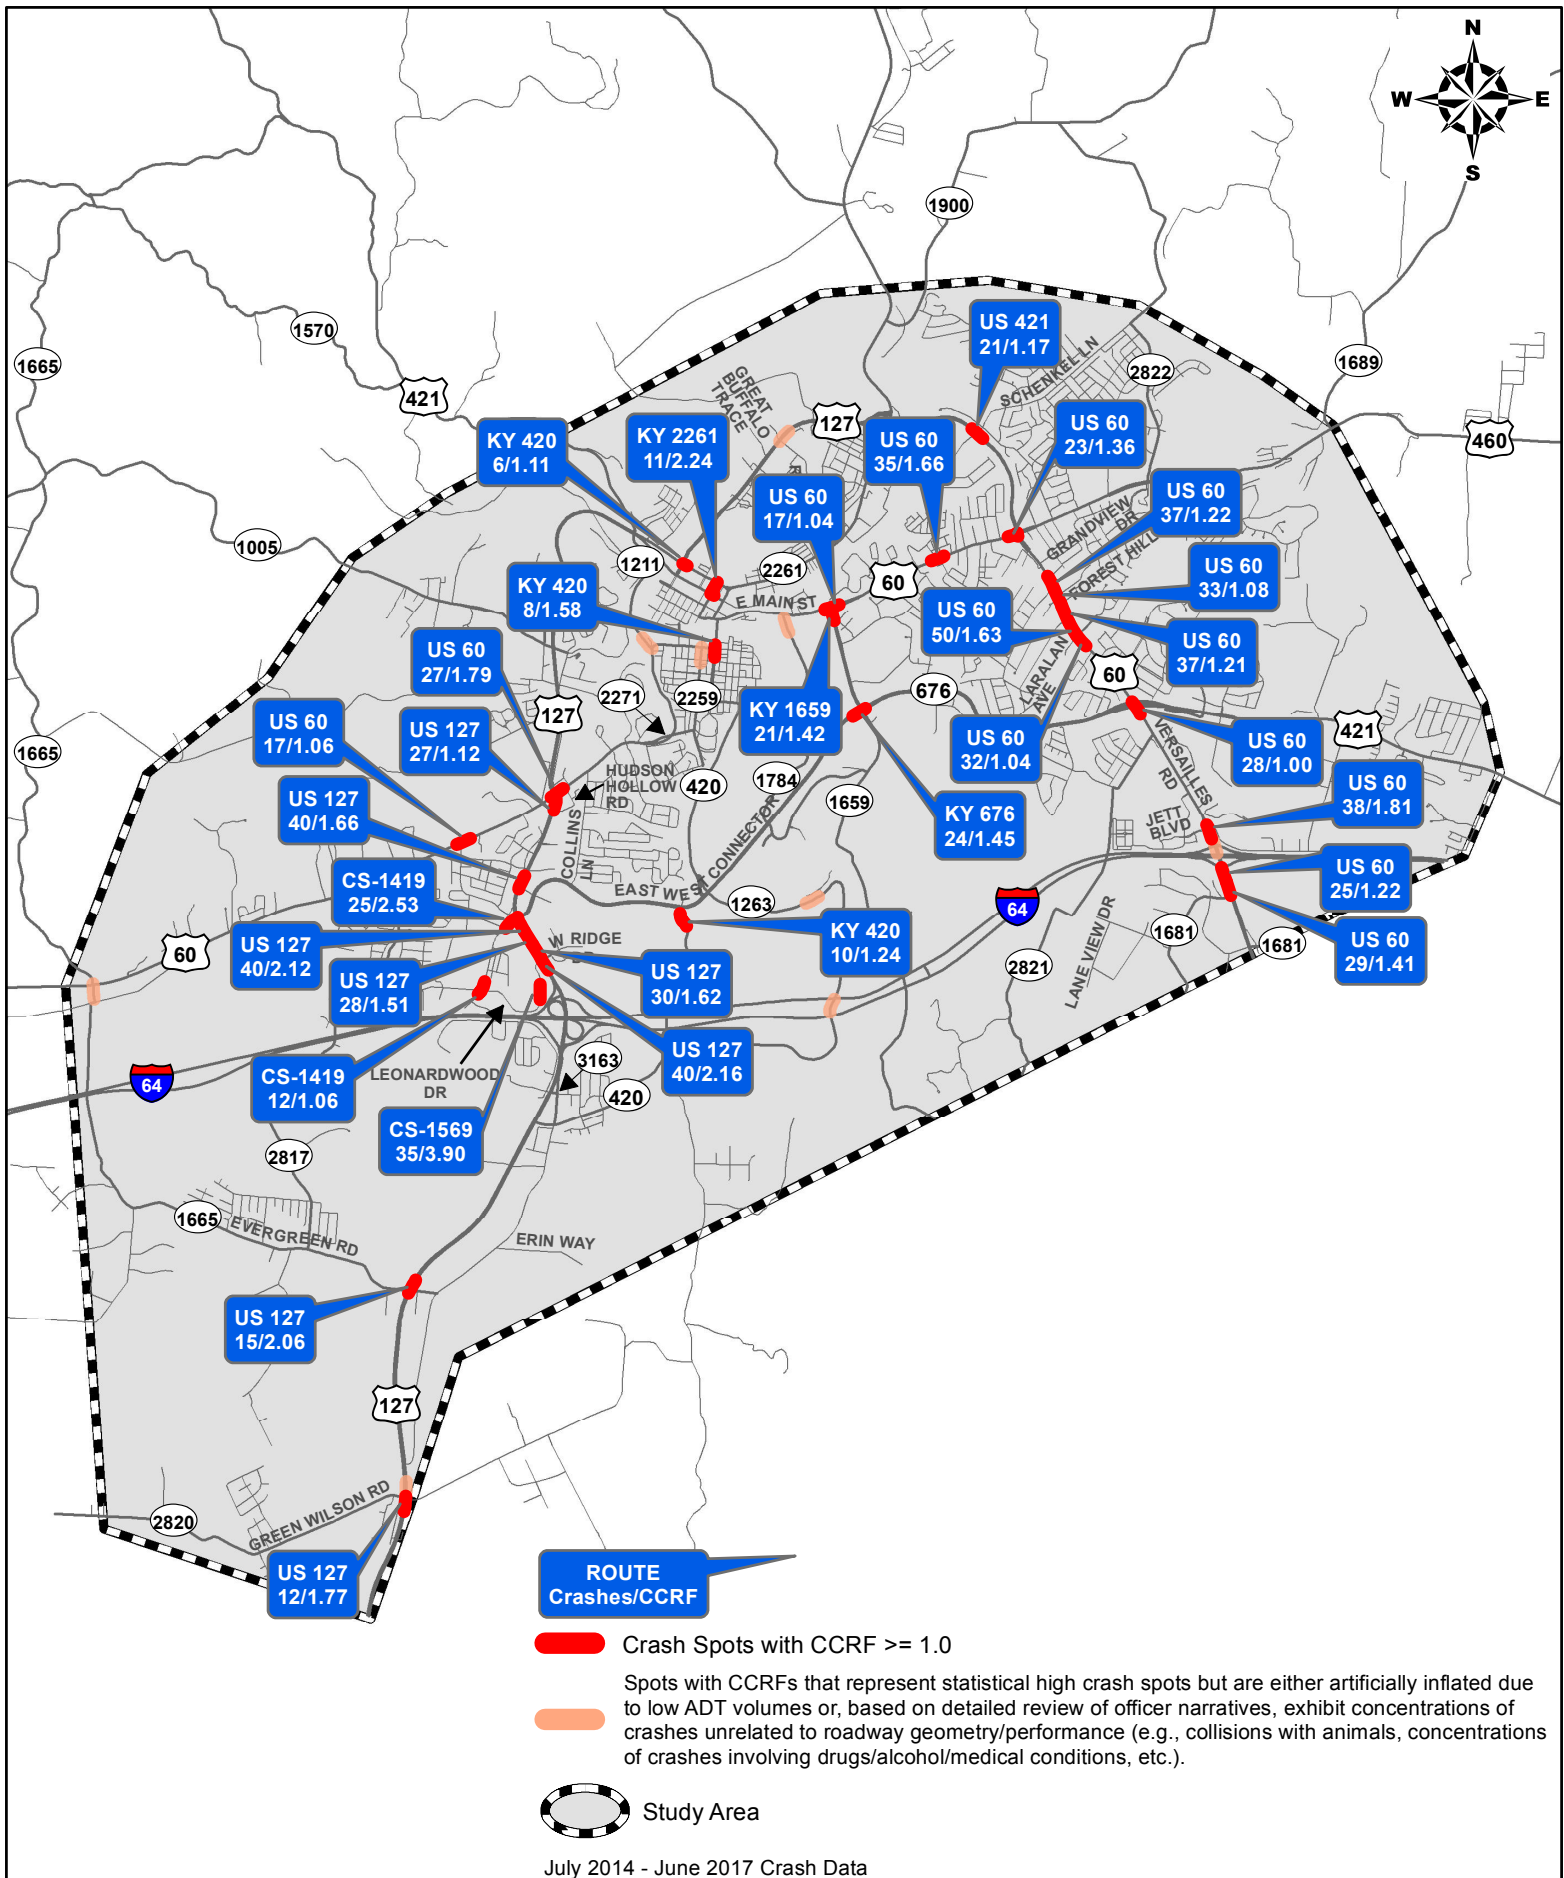 N
W
E
S
1900
1570
1665
421
1689
460
2822
SCHENKEL LN
US 421
21/1.17
GREAT
BUFFALO
TRACE
127
KY 420
6/1.11
KY 2261
11/2.24
US 60
35/1.66
US 60
23/1.36
US 60
17/1.04
US 60
37/1.22
GRANDVIEW
DR
FOREST HILL
1005
1211
2261
60
E MAIN ST
US 60
33/1.08
KY 420
8/1.58
US 60
50/1.63
US 60
37/1.21
US 60
27/1.79
LARALAN
AVE
60
2271
2259
676
127
US 60
17/1.06
US 127
27/1.12
KY 1659
21/1.42
US 60
32/1.04
VERSAILLES
RD
US 60
28/1.00
421
1665
HUDSON
HOLLOW
RD
420
1784
1659
US 127
40/1.66
KY 676
24/1.45
JETT
BLVD
US 60
38/1.81
COLLINS
LN
EAST WEST CONNECTOR
CS-1419
25/2.53
1263
64
US 60
25/1.22
LANE VIEW DR
US 127
40/2.12
60
W RIDGE
KY 420
10/1.24
1681
1681
US 60
29/1.41
US 127
28/1.51
US 127
30/1.62
2821
64
CS-1419
12/1.06
LEONARDWOOD
DR
3163
420
US 127
40/2.16
CS-1569
35/3.90
2817
1665
EVERGREEN RD
ERIN WAY
US 127
15/2.06
127
2820
GREEN WILSON RD
US 127
12/1.77
ROUTE
Crashes/CCRF
Crash Spots with CCRF >= 1.0
Spots with CCRFs that represent statistical high crash spots but are either artificially inflated due
to low ADT volumes or, based on detailed review of officer narratives, exhibit concentrations of
crashes unrelated to roadway geometry/performance (e.g., collisions with animals, concentrations
of crashes involving drugs/alcohol/medical conditions, etc.).
Study Area
July 2014 - June 2017 Crash Data